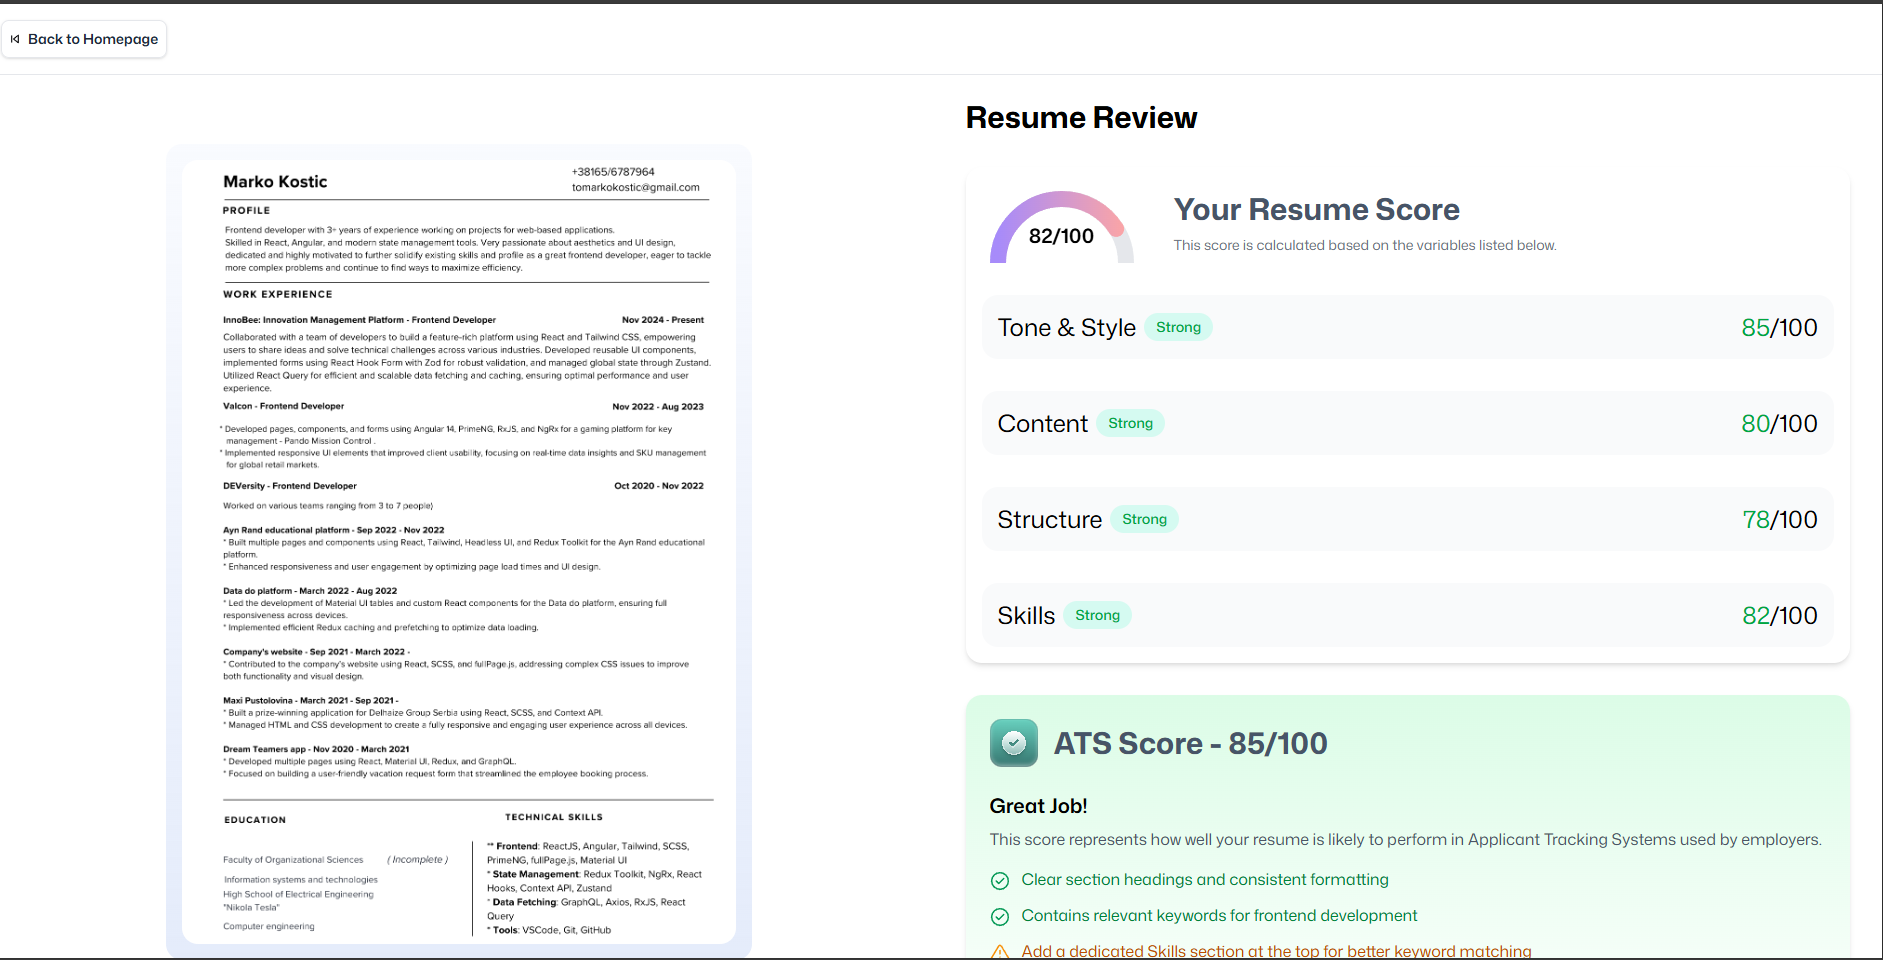 Back to Homepage
Marko Kostic
+38165/6787964
tomarkokostic@gmail.com
PROFILE
Frontend developer with 3+ years of experience working on projects for web-based applications.
Skilled in React, Angular, and modern state management tools. Very passionate about aesthetics and UI design,
dedicated and highly motivated to further solidify existing skills and profile as a great frontend developer, eager to tackle
more complex problems and continue to find ways to maximize efficiency.
WORK EXPERIENCE
InnoBee: Innovation Management Platform - Frontend Developer Nov 2024 - Present
Collaborated with a team of developers to build a feature-rich platform using React and Tailwind CSS, empowering
users to share ideas and solve technical challenges across various industries. Developed reusable UI components,
implemented forms using React Hook Form with Zod for robust validation, and managed global state through Zustand.
Utilized React Query for efficient and scalable data fetching and caching, ensuring optimal performance and user
experience.
Valcon - Frontend Developer Nov 2022 - Aug 2023
* Developed pages, components, and forms using Angular 14, PrimeNG, RxJS, and NgRx for a gaming platform for key
management - Pando Mission Control .
* Implemented responsive UI elements that improved client usability, focusing on real-time data insights and SKU management
for global retail markets.
DEVersity - Frontend Developer Oct 2020 - Nov 2022
Worked on various teams ranging from 3 to 7 people)
Ayn Rand educational platform - Sep 2022 - Nov 2022
* Built multiple pages and components using React, Tailwind, Headless UI, and Redux Toolkit for the Ayn Rand educational
platform.
* Enhanced responsiveness and user engagement by optimizing page load times and UI design.
Data do platform - March 2022 - Aug 2022
* Led the development of Material UI tables and custom React components for the Data do platform, ensuring full
responsiveness across devices.
* Implemented efficient Redux caching and prefetching to optimize data loading.
Company's website - Sep 2021 - March 2022 -
* Contributed to the company's website using React, SCSS, and fullPage.js, addressing complex CSS issues to improve
both functionality and visual design.
Maxi Pustolovina - March 2021 - Sep 2021 -
* Built a prize-winning application for Delhaize Group Serbia using React, SCSS, and Context API.
* Managed HTML and CSS development to create a fully responsive and engaging user experience across all devices.
Dream Teamers app - Nov 2020 - March 2021
* Developed multiple pages using React, Material UI, Redux, and GraphQL.
* Focused on building a user-friendly vacation request form that streamlined the employee booking process.
EDUCATION
Faculty of Organizational Sciences ( Incomplete )
Information systems and technologies
High School of Electrical Engineering
"Nikola Tesla"
Computer engineering
TECHNICAL SKILLS
** Frontend: ReactJS, Angular, Tailwind, SCSS,
PrimeNG, fullPage.js, Material UI
* State Management: Redux Toolkit, NgRx, React
Hooks, Context API, Zustand
* Data Fetching: GraphQL, Axios, RxJS, React
Query
* Tools: VSCode, Git, GitHub
Resume Review
82/100
Your Resume Score
This score is calculated based on the variables listed below.
Tone & Style Strong 85/100
Content Strong 80/100
Structure Strong 78/100
Skills Strong 82/100
ATS Score - 85/100
Great Job!
This score represents how well your resume is likely to perform in Applicant Tracking Systems used by employers.
Clear section headings and consistent formatting
Contains relevant keywords for frontend development
Add a dedicated Skills section at the top for better keyword matching